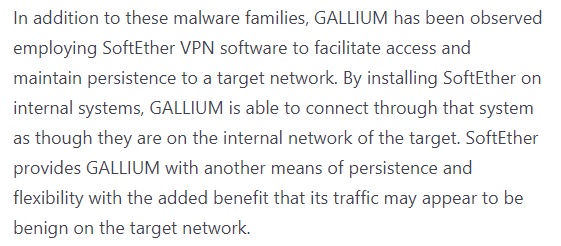 In addition to these malware families, GALLIUM has been observed
employing SoftEther VPN software to facilitate access and
maintain persistence to a target network. By installing SoftEther on
internal systems, GALLIUM is able to connect through that system
as though they are on the internal network of the target. SoftEther
provides GALLIUM with another means of persistence and
flexibility with the added benefit that its traffic may appear to be
benign on the target network.